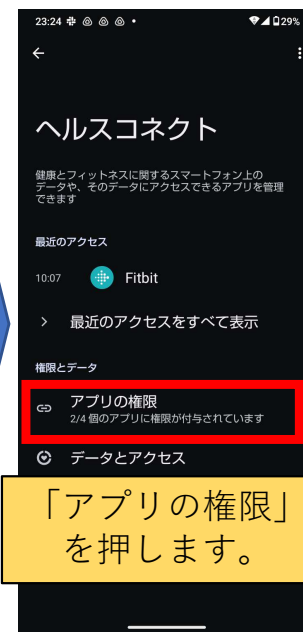 23:24
29%
ヘルスコネクト
健康とフィットネスに関するスマートフォン上の
データや、そのデータにアクセスできるアプリを管理
できます
最近のアクセス
10:07 Fitbit
最近のアクセスをすべて表示
権限とデータ
アプリの権限
2/4 個のアプリに権限が付与されています
データとアクセス
「アプリの権限」
を押します。